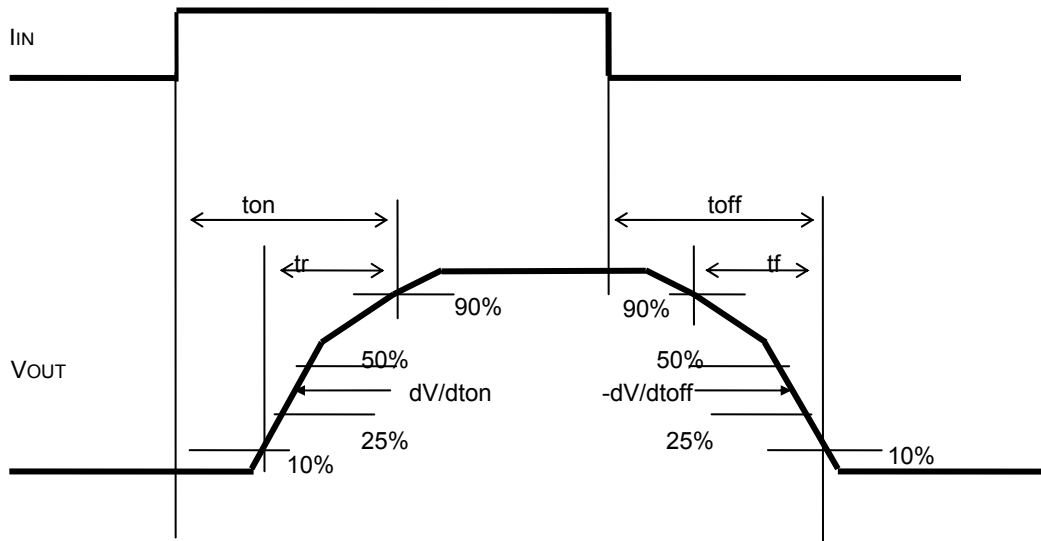 IIN
ton
toff
tr
tf
90%
90%
50%
50%
VOUT
dV/dton
-dV/dtoff
25%
25%
10%
10%